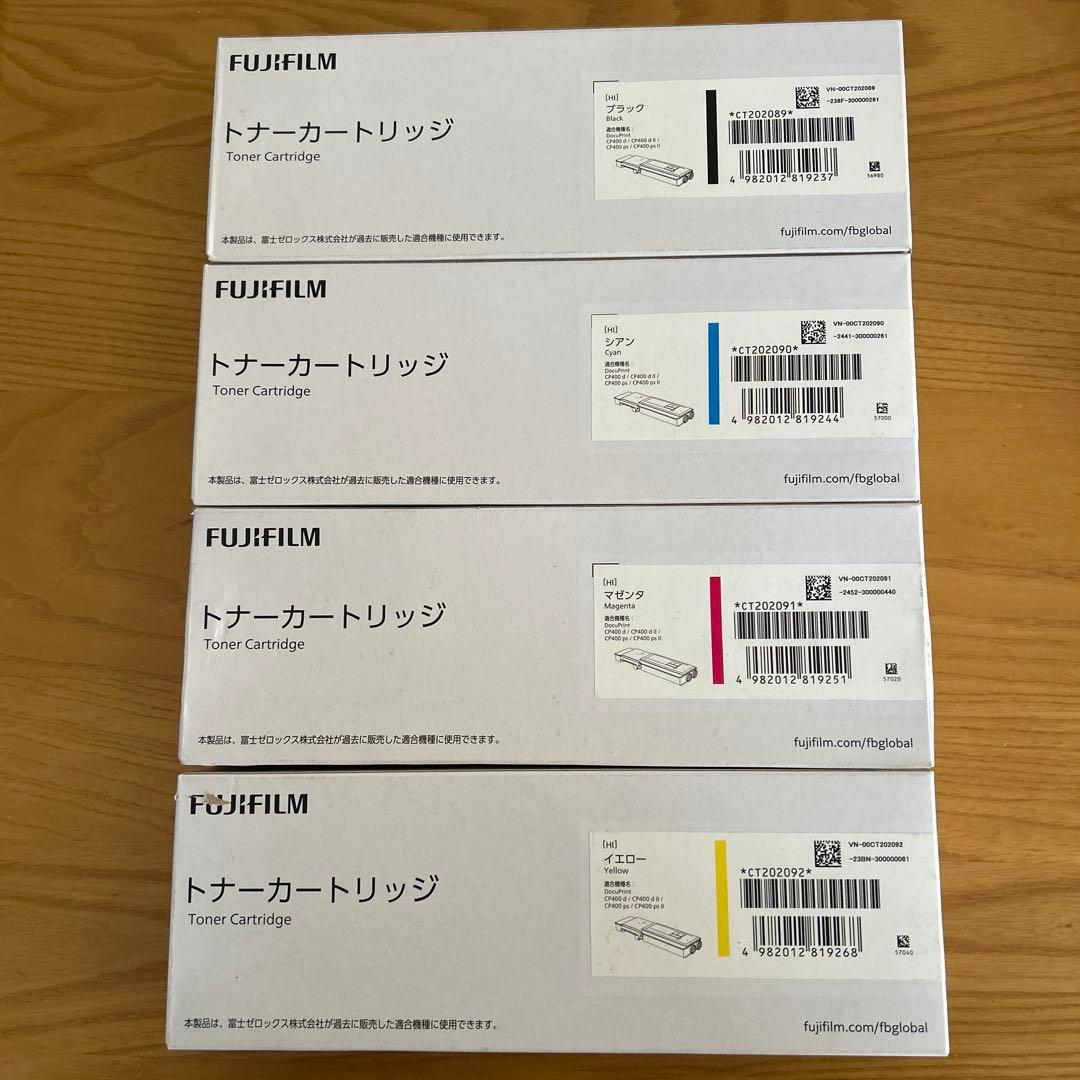 FUJIFILM
トナーカートリッジ
Toner Cartridge
本製品は、富士ゼロックス株式会社が過去に販売した適合機種に使用できます。
[HI]
ブラック
Black
適合機種名:
DocuPrint
CP400 d / CP400 d II /
CP400 ps / CP400 ps II
VN-00CT202089
-238F-300000261
*CT202089*
4 982012 819237
56980
fujifilm.com/fbglobal
FUJIFILM
トナーカートリッジ
Toner Cartridge
本製品は、富士ゼロックス株式会社が過去に販売した適合機種に使用できます。
[HI]
シアン
Cyan
適合機種名:
DocuPrint
CP400 d / CP400 d II /
CP400 ps / CP400 ps II
VN-00CT202090
-2441-300000261
*CT202090*
4 982012 819244
57000
fujifilm.com/fbglobal
FUJIFILM
トナーカートリッジ
Toner Cartridge
本製品は、富士ゼロックス株式会社が過去に販売した適合機種に使用できます。
[HI]
マゼンタ
Magenta
適合機種名:
DocuPrint
CP400 d / CP400 d II /
CP400 ps / CP400 ps II
VN-00CT202091
-2452-300000440
*CT202091*
4 982012 819251
57020
fujifilm.com/fbglobal
FUJIFILM
トナーカートリッジ
Toner Cartridge
本製品は、富士ゼロックス株式会社が過去に販売した適合機種に使用できます。
[HI]
イエロー
Yellow
適合機種名:
DocuPrint
CP400 d / CP400 d II /
CP400 ps / CP400 ps II
VN-00CT202092
-23BN-300000061
*CT202092*
4 982012 819268
57040
fujifilm.com/fbglobal